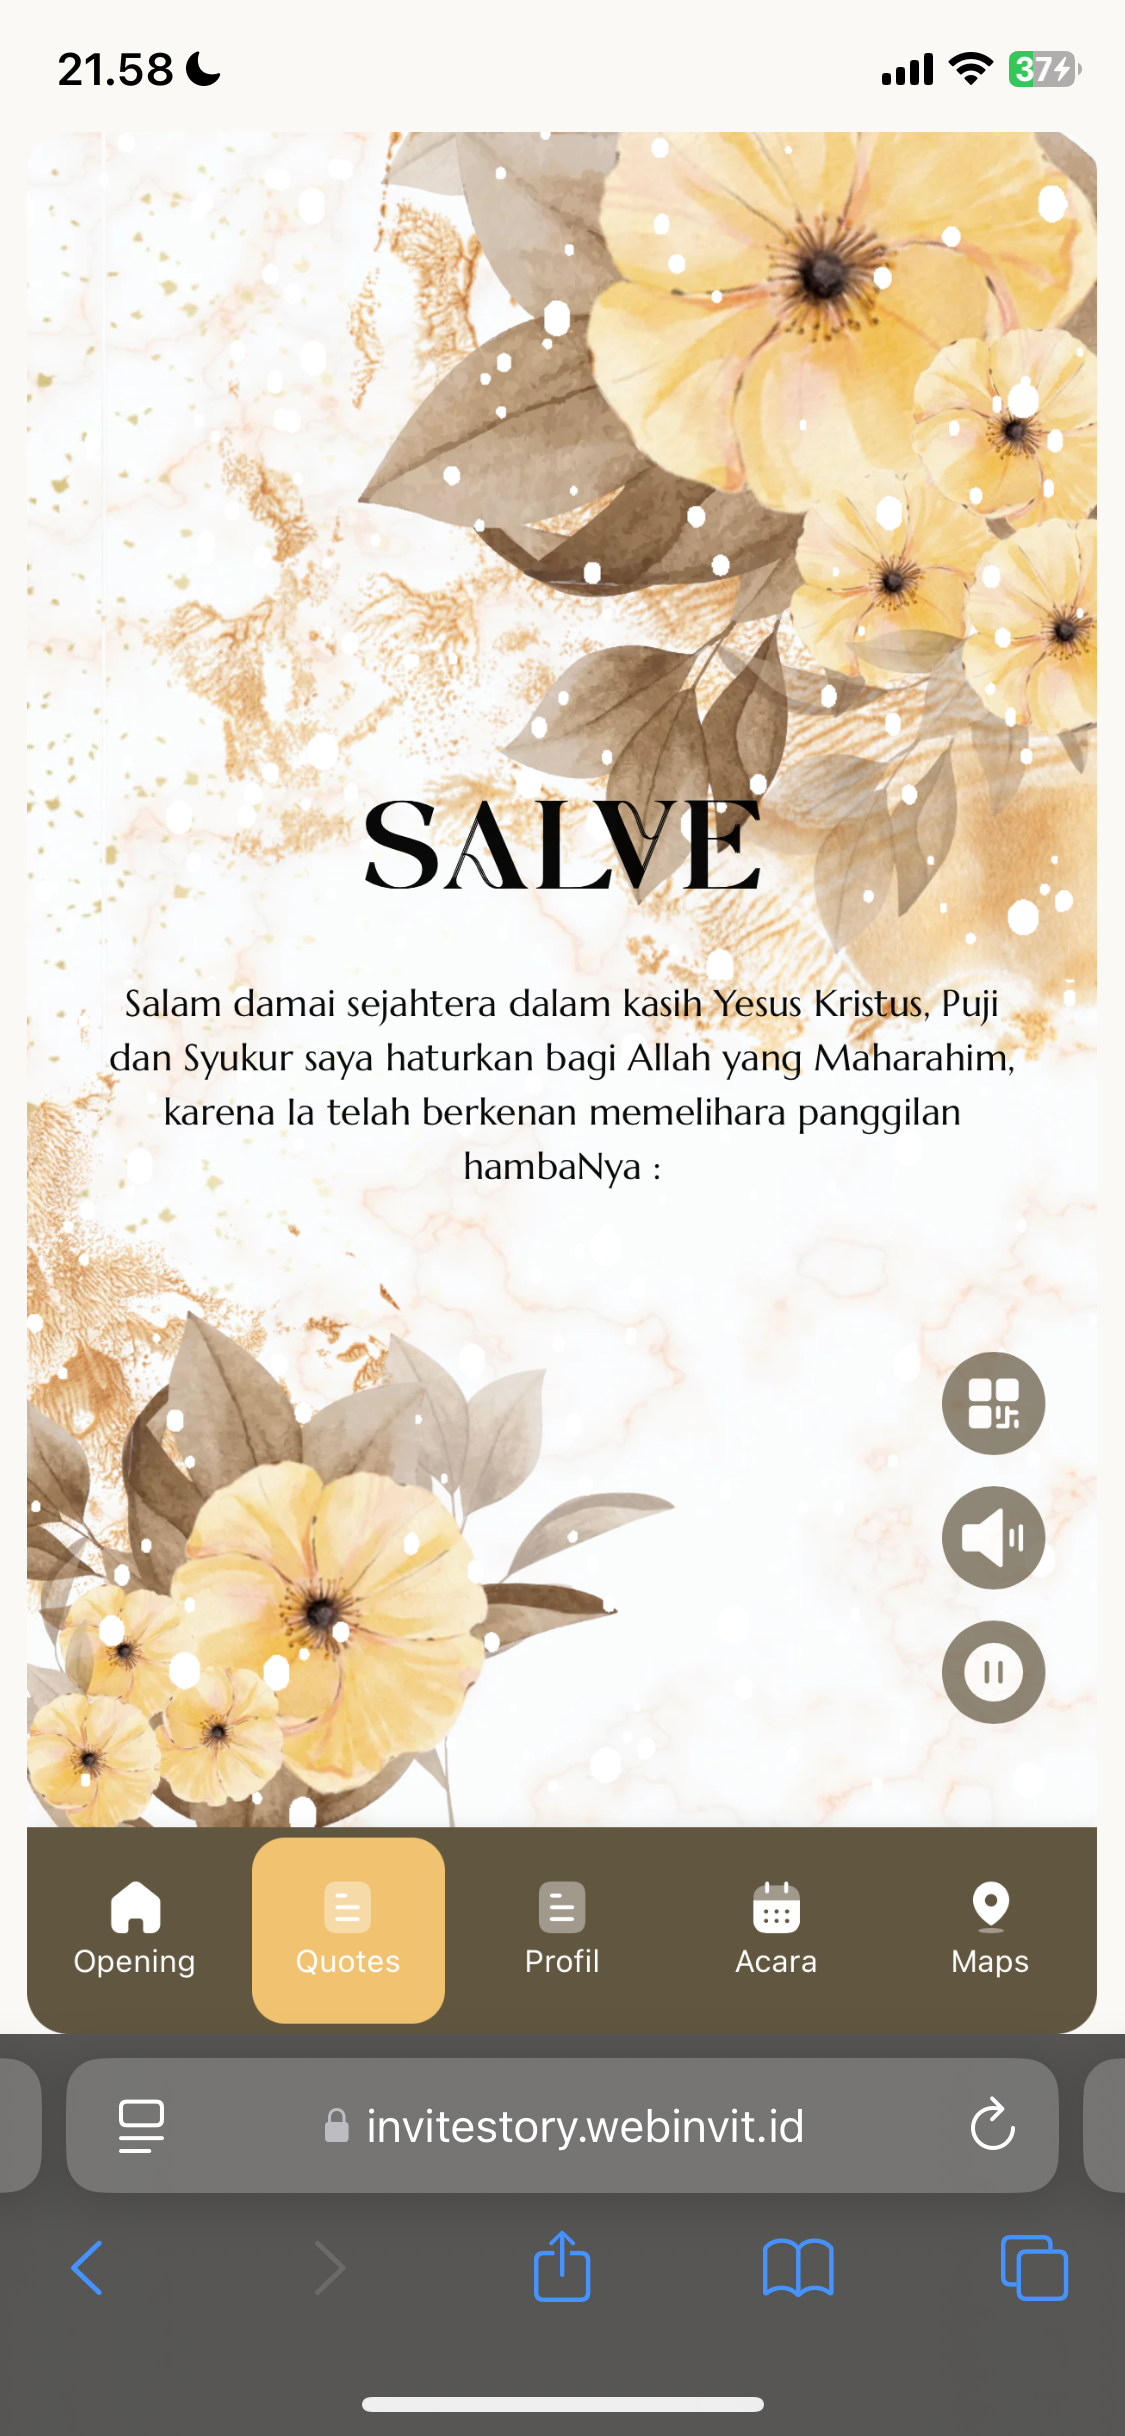 21.58
37
SALVE
Salam damai sejahtera dalam kasih Yesus Kristus, Puji
dan Syukur saya haturkan bagi Allah yang Maharahim,
karena Ia telah berkenan memelihara panggilan
hambaNya :
Opening
Quotes
Profil
Acara
Maps
invitestory.webinvit.id